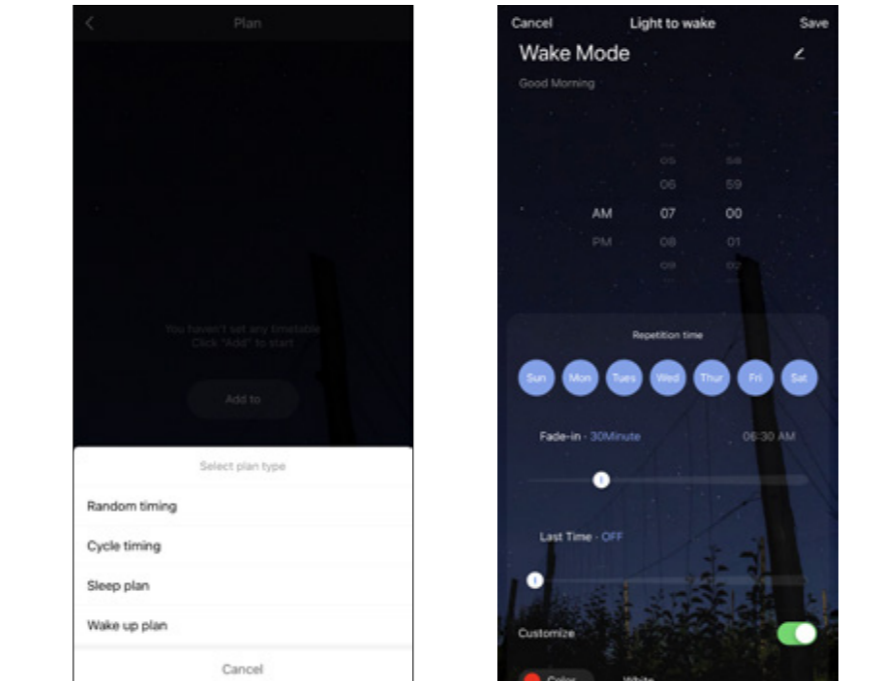 Plan
You haven't set any timetable
Click "Add" to start
Add to
Select plan type
Random timing
Cycle timing
Sleep plan
Wake up plan
Cancel
Cancel Light to wake Save
Wake Mode
Good Morning
05 58
06 59
AM 07 00
PM 08 01
09 02
Repetition time
Sun Mon Tues Wed Thur Fri Sat
Fade-in · 30Minute 06:30 AM
Last Time · OFF
Customize
Color White